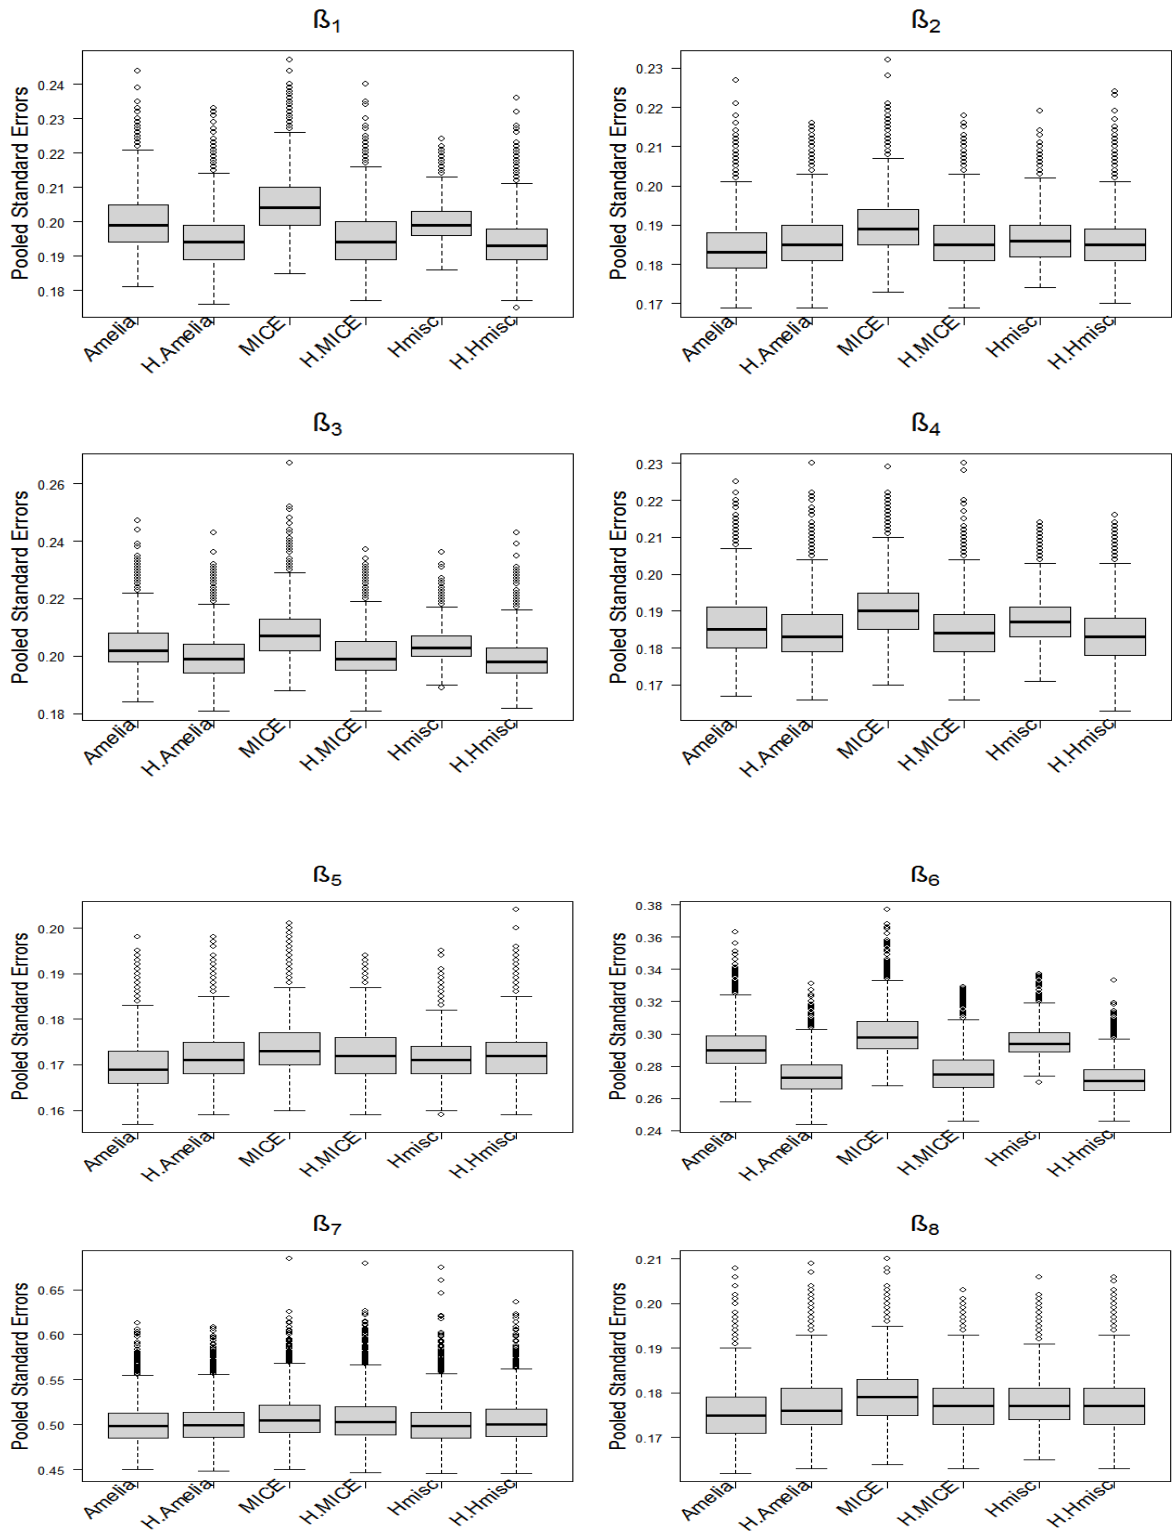 ß1
Pooled Standard Errors
0.24
0.23
0.22
0.21
0.20
0.19
0.18
Amelia
H.Amelia
MICE
H.MICE
Hmisc
H.Hmisc
ß2
Pooled Standard Errors
0.23
0.22
0.21
0.20
0.19
0.18
0.17
Amelia
H.Amelia
MICE
H.MICE
Hmisc
H.Hmisc
ß3
Pooled Standard Errors
0.26
0.24
0.22
0.20
0.18
Amelia
H.Amelia
MICE
H.MICE
Hmisc
H.Hmisc
ß4
Pooled Standard Errors
0.23
0.22
0.21
0.20
0.19
0.18
0.17
Amelia
H.Amelia
MICE
H.MICE
Hmisc
H.Hmisc
ß5
Pooled Standard Errors
0.20
0.19
0.18
0.17
0.16
Amelia
H.Amelia
MICE
H.MICE
Hmisc
H.Hmisc
ß6
Pooled Standard Errors
0.38
0.36
0.34
0.32
0.30
0.28
0.26
0.24
Amelia
H.Amelia
MICE
H.MICE
Hmisc
H.Hmisc
ß7
Pooled Standard Errors
0.65
0.60
0.55
0.50
0.45
Amelia
H.Amelia
MICE
H.MICE
Hmisc
H.Hmisc
ß8
Pooled Standard Errors
0.21
0.20
0.19
0.18
0.17
Amelia
H.Amelia
MICE
H.MICE
Hmisc
H.Hmisc